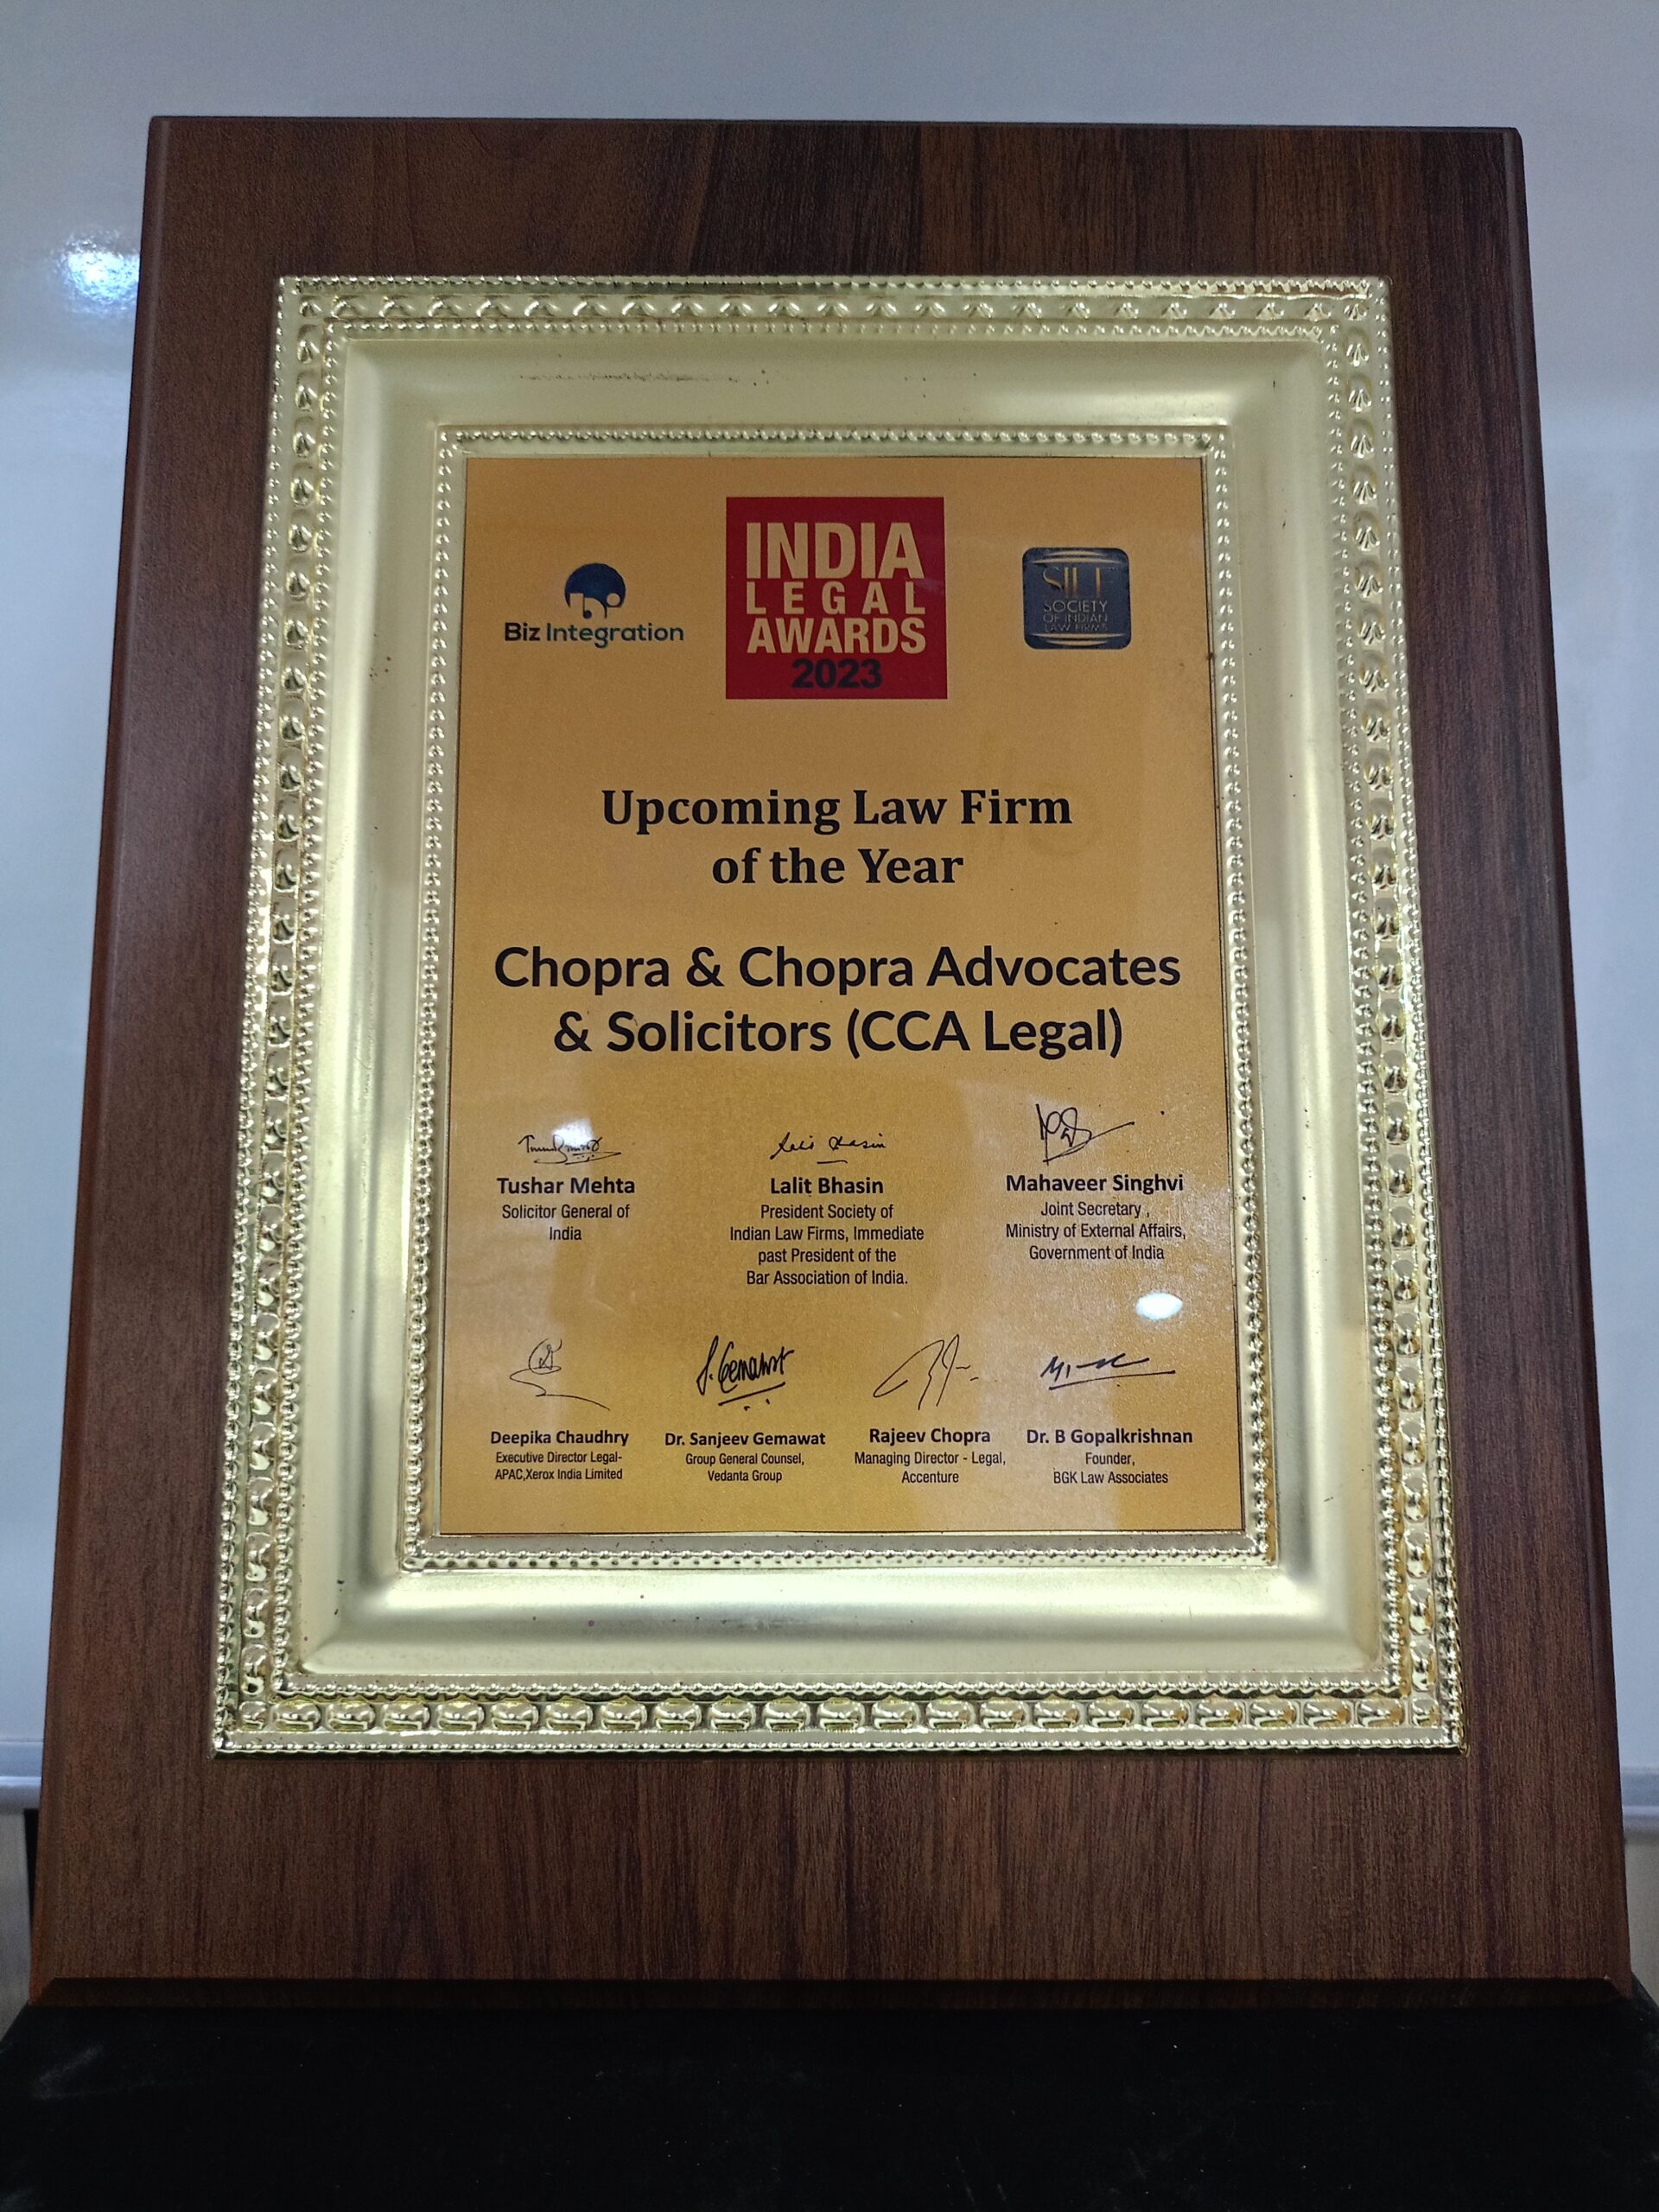 Biz Integration
INDIA
LEGAL
AWARDS
2023
SILF
SOCIETY
OF INDIAN
LAW FIRMS
Upcoming Law Firm
of the Year
Chopra & Chopra Advocates
& Solicitors (CCA Legal)
Tushar Mehta
Solicitor General of
India
Lalit Bhasin
President Society of
Indian Law Firms, Immediate
past President of the
Bar Association of India.
Mahaveer Singhvi
Joint Secretary ,
Ministry of External Affairs,
Government of India
S. Gemawat
Deepika Chaudhry
Executive Director Legal-
APAC,Xerox India Limited
Dr. Sanjeev Gemawat
Group General Counsel,
Vedanta Group
Rajeev Chopra
Managing Director - Legal,
Accenture
Dr. B Gopalkrishnan
Founder,
BGK Law Associates